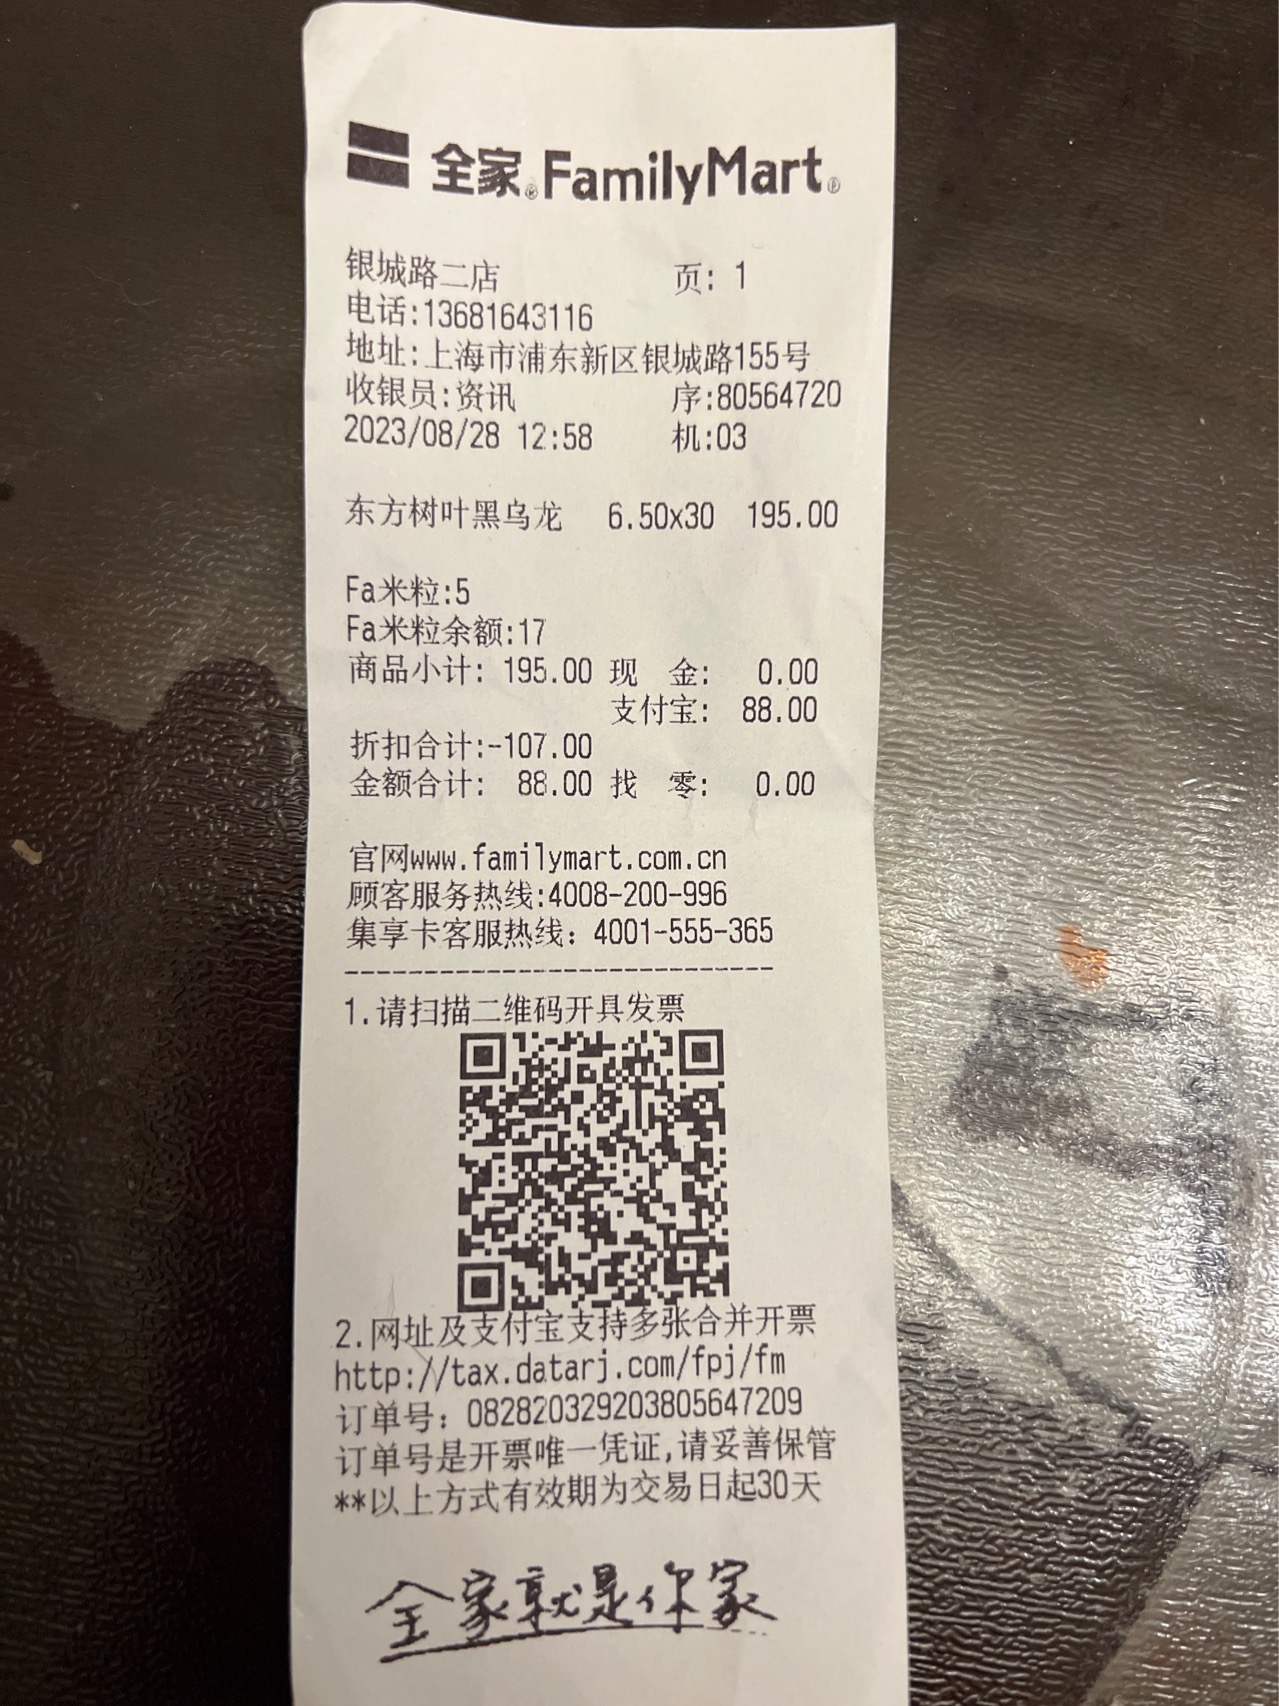 全家® FamilyMart®
银城路二店 页: 1
电话:13681643116
地址:上海市浦东新区银城路155号
收银员:资讯 序:80564720
2023/08/28 12:58 机:03
东方树叶黑乌龙 6.50x30 195.00
Fa米粒:5
Fa米粒余额:17
商品小计: 195.00 现 金: 0.00
支付宝: 88.00
折扣合计:-107.00
金额合计: 88.00 找 零: 0.00
官网www.familymart.com.cn
顾客服务热线:4008-200-996
集享卡客服热线: 4001-555-365
----------------------------
1.请扫描二维码开具发票
2.网址及支付宝支持多张合并开票
http://tax.datarj.com/fpj/fm
订单号: 082820329203805647209
订单号是开票唯一凭证,请妥善保管
**以上方式有效期为交易日起30天
全家就是你家